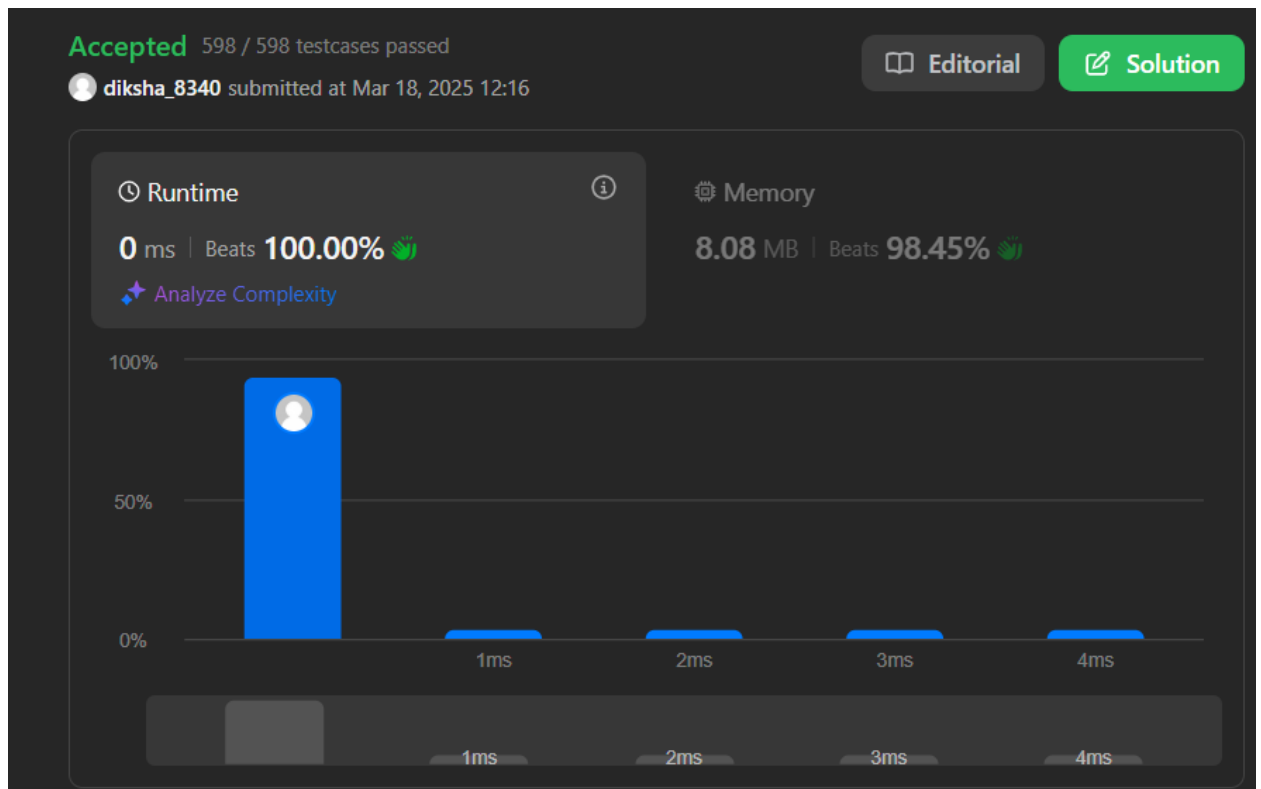 Accepted 598 / 598 testcases passed
Editorial
Solution
diksha_8340 submitted at Mar 18, 2025 12:16
Runtime
0 ms | Beats 100.00%
Analyze Complexity
Memory
8.08 MB | Beats 98.45%
100%
50%
0%
1ms 2ms 3ms 4ms
1ms 2ms 3ms 4ms